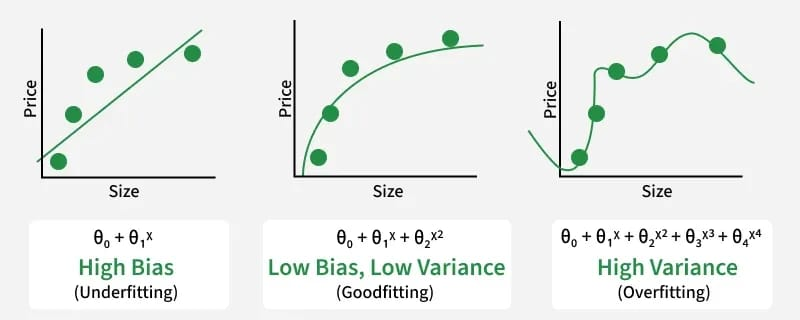 Price
Size
θ₀ + θ₁ˣ
High Bias
(Underfitting)
Price
Size
θ₀ + θ₁ˣ + θ₂ˣ²
Low Bias, Low Variance
(Goodfitting)
Price
Size
θ₀ + θ₁ˣ + θ₂ˣ² + θ₃ˣ³ + θ₄ˣ⁴
High Variance
(Overfitting)